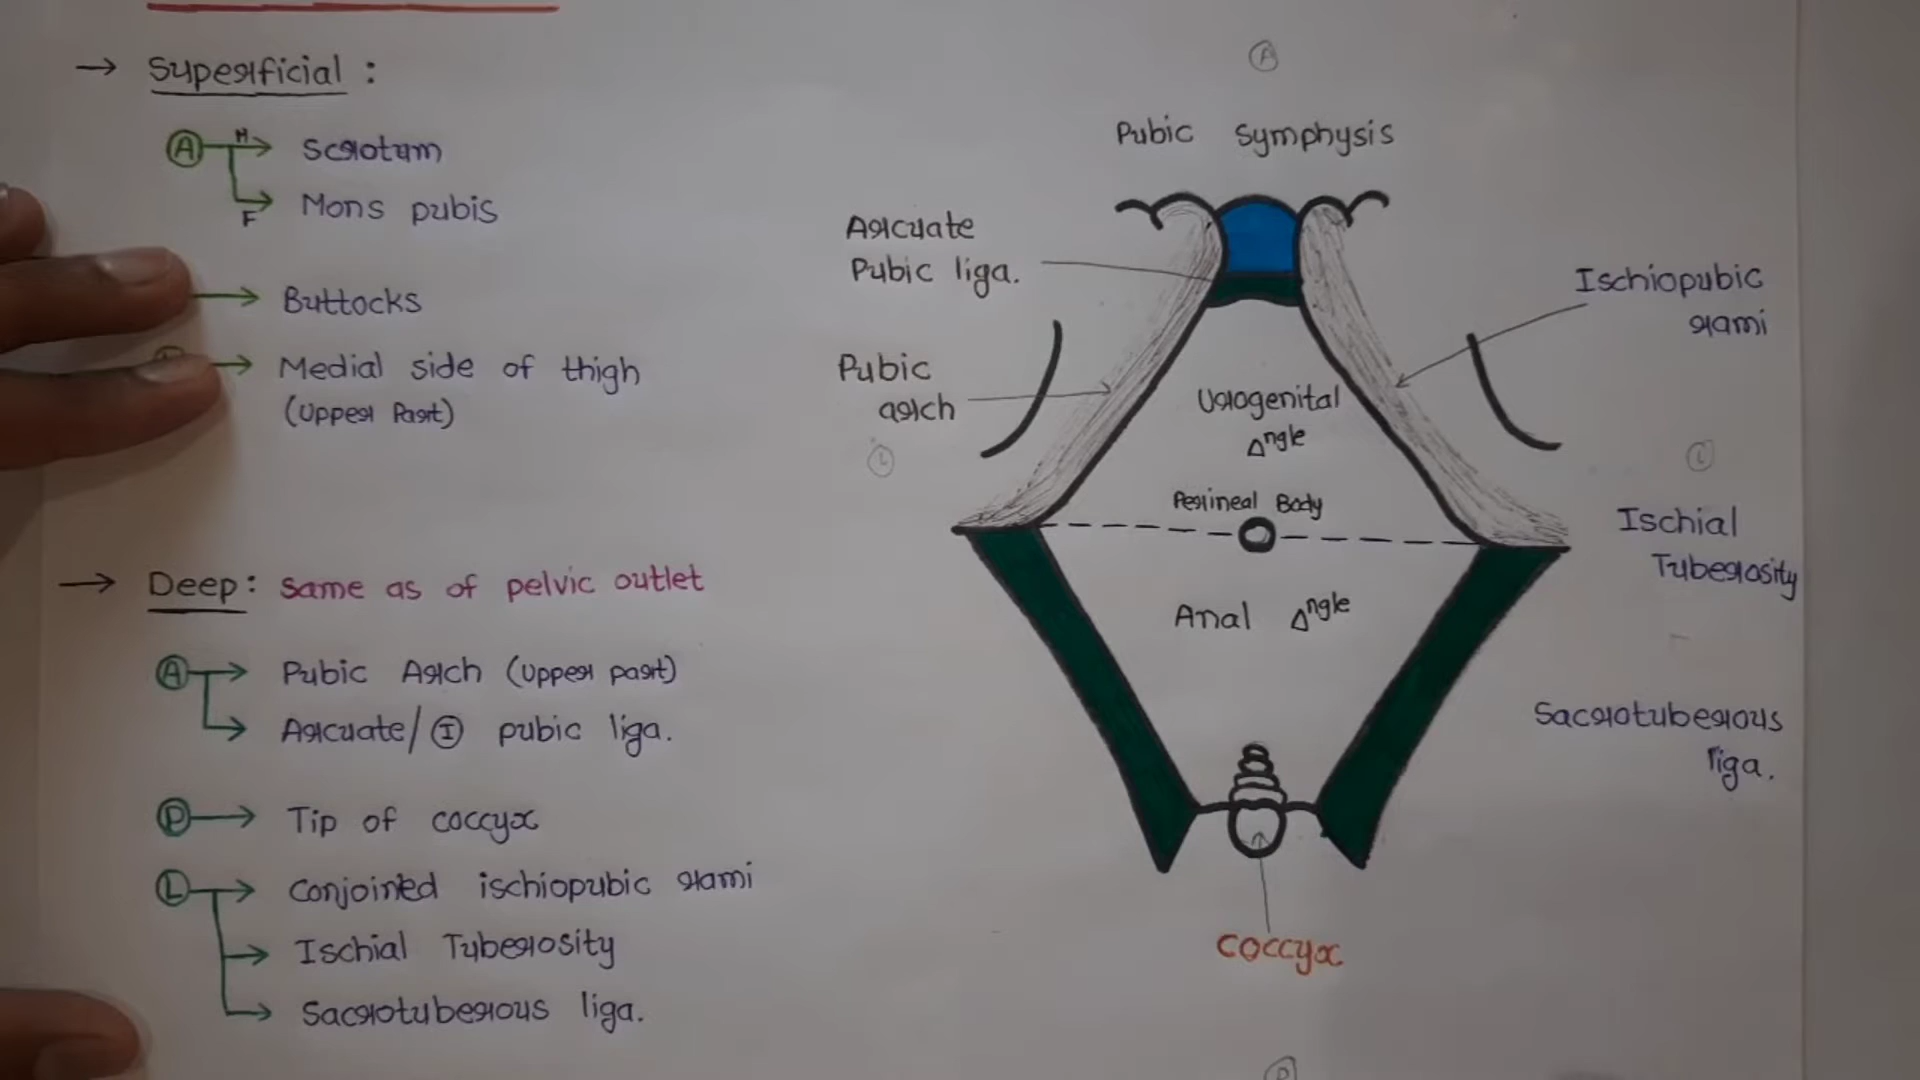 → Superficial :
Ⓐ M→ Scrotum
F→ Mons pubis
→ Buttocks
→ Medial side of thigh
(Upper Part)
→ Deep: same as of pelvic outlet
Ⓐ→ Pubic Arch (Upper part)
→ Arcuate/Ⓘ pubic liga.
Ⓟ→ Tip of coccyx
Ⓛ→ Conjoined ischiopubic rami
→ Ischial Tuberosity
→ Sacrotuberous liga.
Ⓐ
Pubic Symphysis
Arcuate
Pubic liga.
Ischiopubic
rami
Pubic
arch
Urogenital
Δngle
Ⓛ
Ⓛ
Perineal Body
Ischial
Tuberosity
Anal Δngle
Sacrotuberous
liga.
Coccyx
Ⓟ